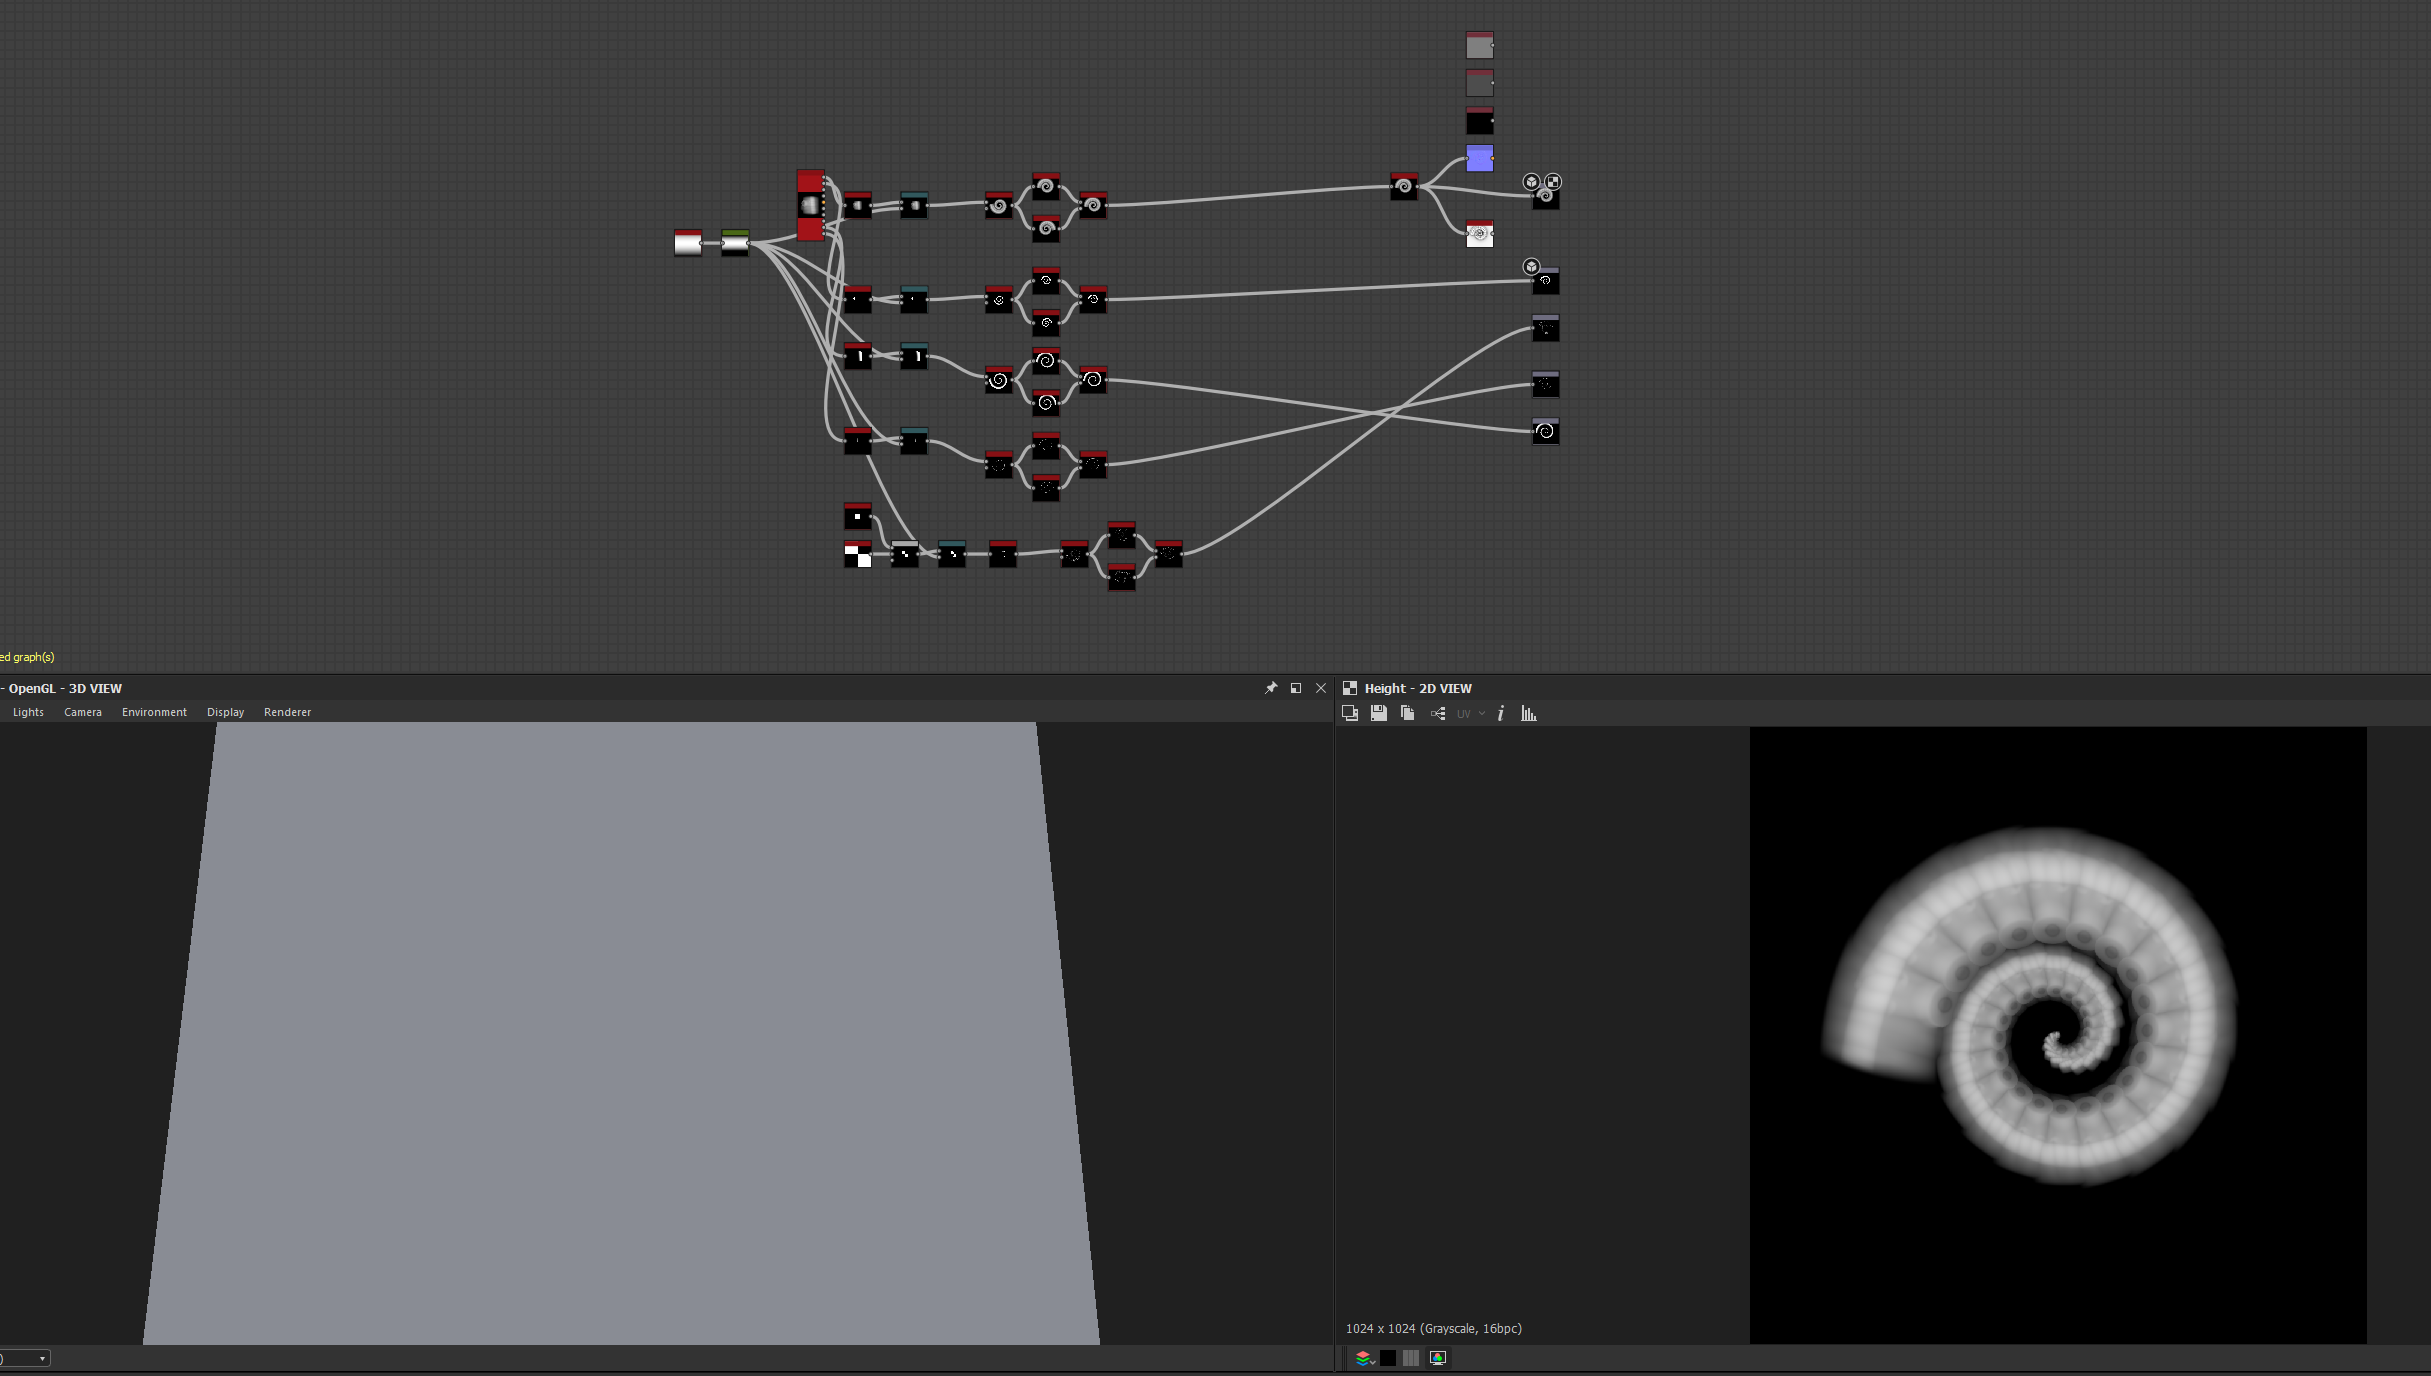 ed graph(s)
- OpenGL - 3D VIEW
Lights Camera Environment Display Renderer
Height - 2D VIEW
UV
1024 x 1024 (Grayscale, 16bpc)